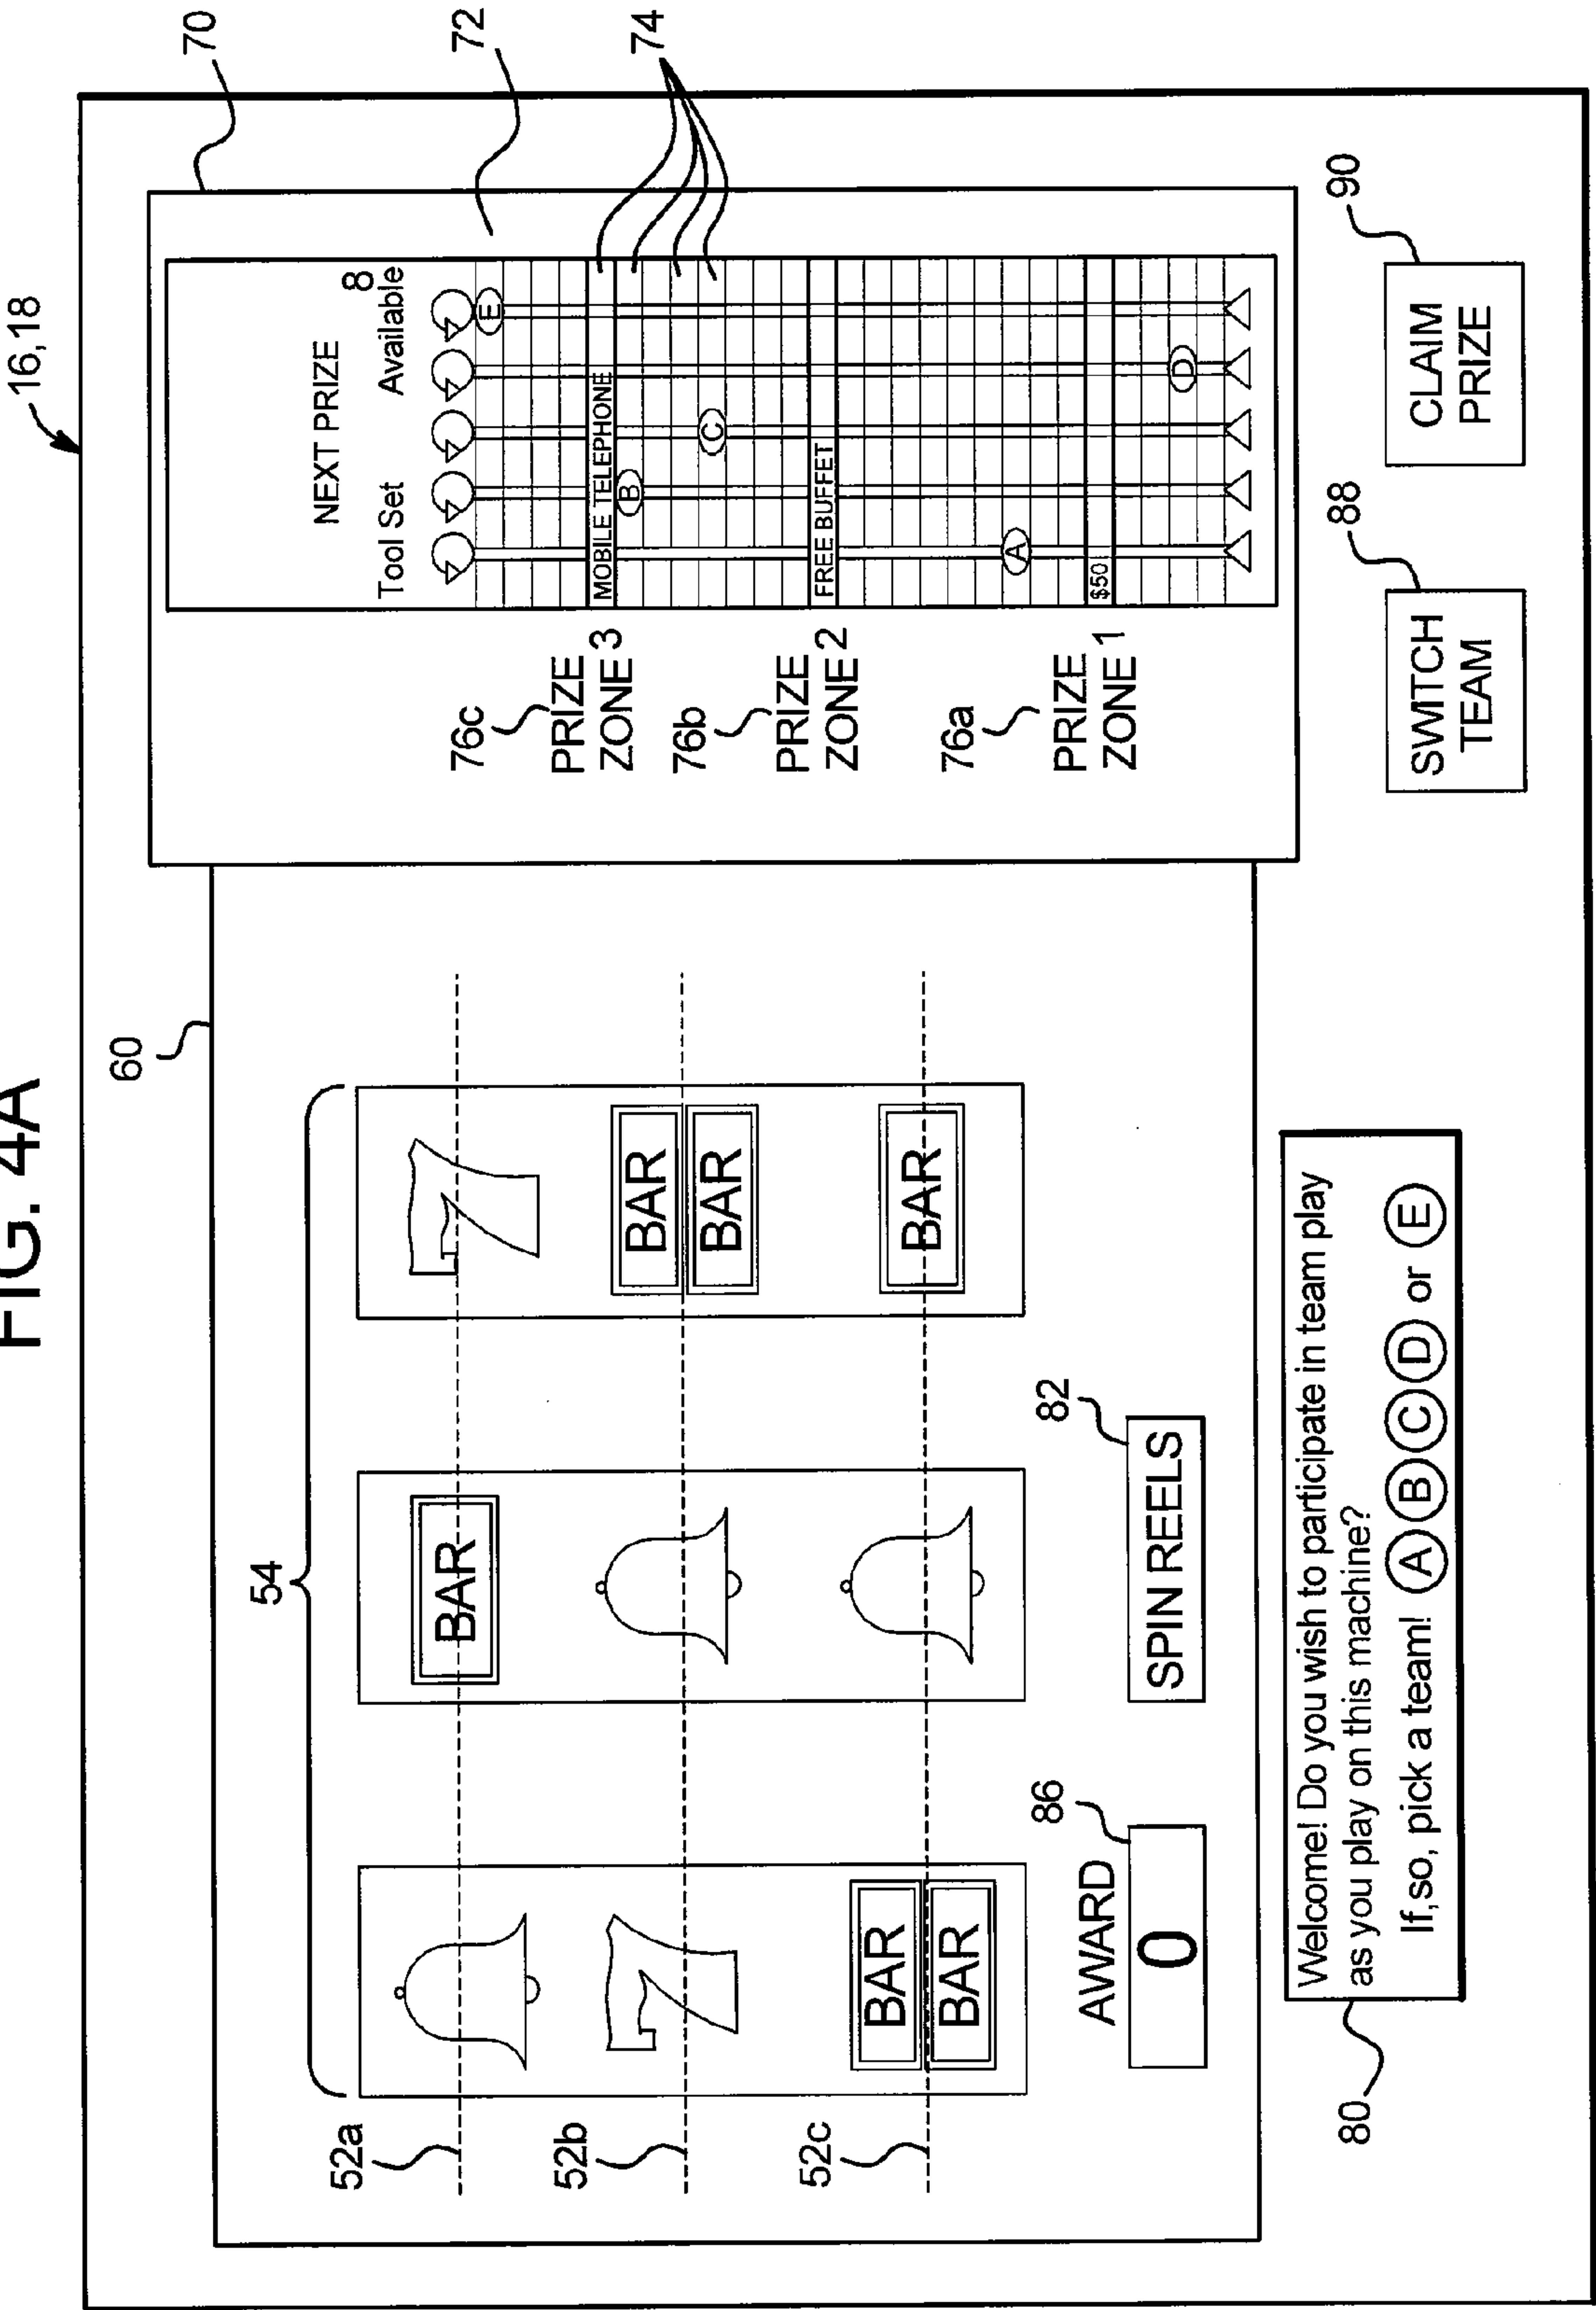 FIG. 4A
16,18
60
70
72
74
54
52a
52b
52c
BAR
BAR
BAR
BAR
BAR
BAR
AWARD
86
0
82
SPIN REELS
NEXT PRIZE
Tool Set
8
Available
76c
PRIZE
ZONE 3
76b
PRIZE
ZONE 2
76a
PRIZE
ZONE 1
E
MOBILE TELEPHONE
B
C
FREE BUFFET
A
$50
D
80
Welcome! Do you wish to participate in team play
as you play on this machine?
If,so, pick a team! A B C D or E
88
SWITCH
TEAM
90
CLAIM
PRIZE